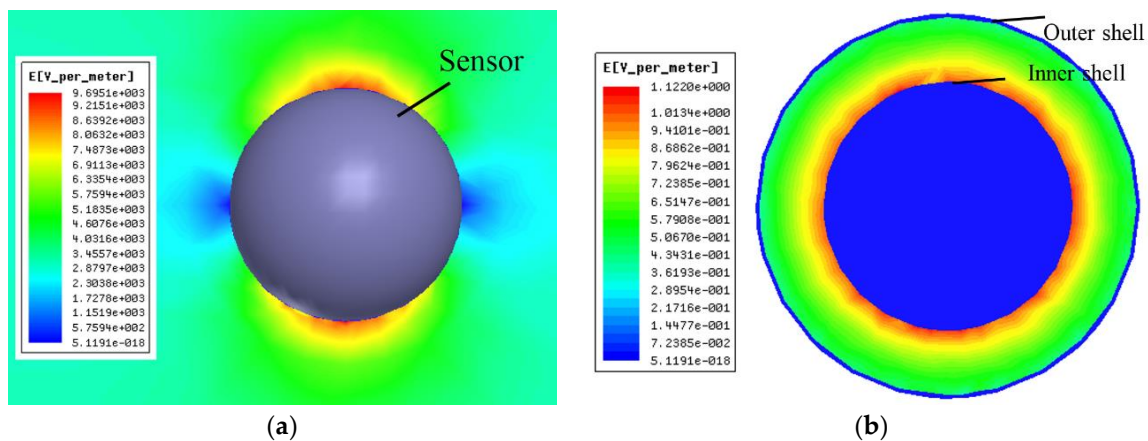 Sensor
E[V_per_meter]
9.6951e+003
9.2151e+003
8.6392e+003
8.0632e+003
7.4873e+003
6.9113e+003
6.3354e+003
5.7594e+003
5.1835e+003
4.6076e+003
4.0316e+003
3.4557e+003
2.8797e+003
2.3038e+003
1.7278e+003
1.1519e+003
5.7594e+002
5.1191e-018
(a)
Outer shell
Inner shell
E[V_per_meter]
1.1220e+000
1.0134e+000
9.4101e-001
8.6862e-001
7.9624e-001
7.2385e-001
6.5147e-001
5.7908e-001
5.0670e-001
4.3431e-001
3.6193e-001
2.8954e-001
2.1716e-001
1.4477e-001
7.2385e-002
5.1191e-018
(b)